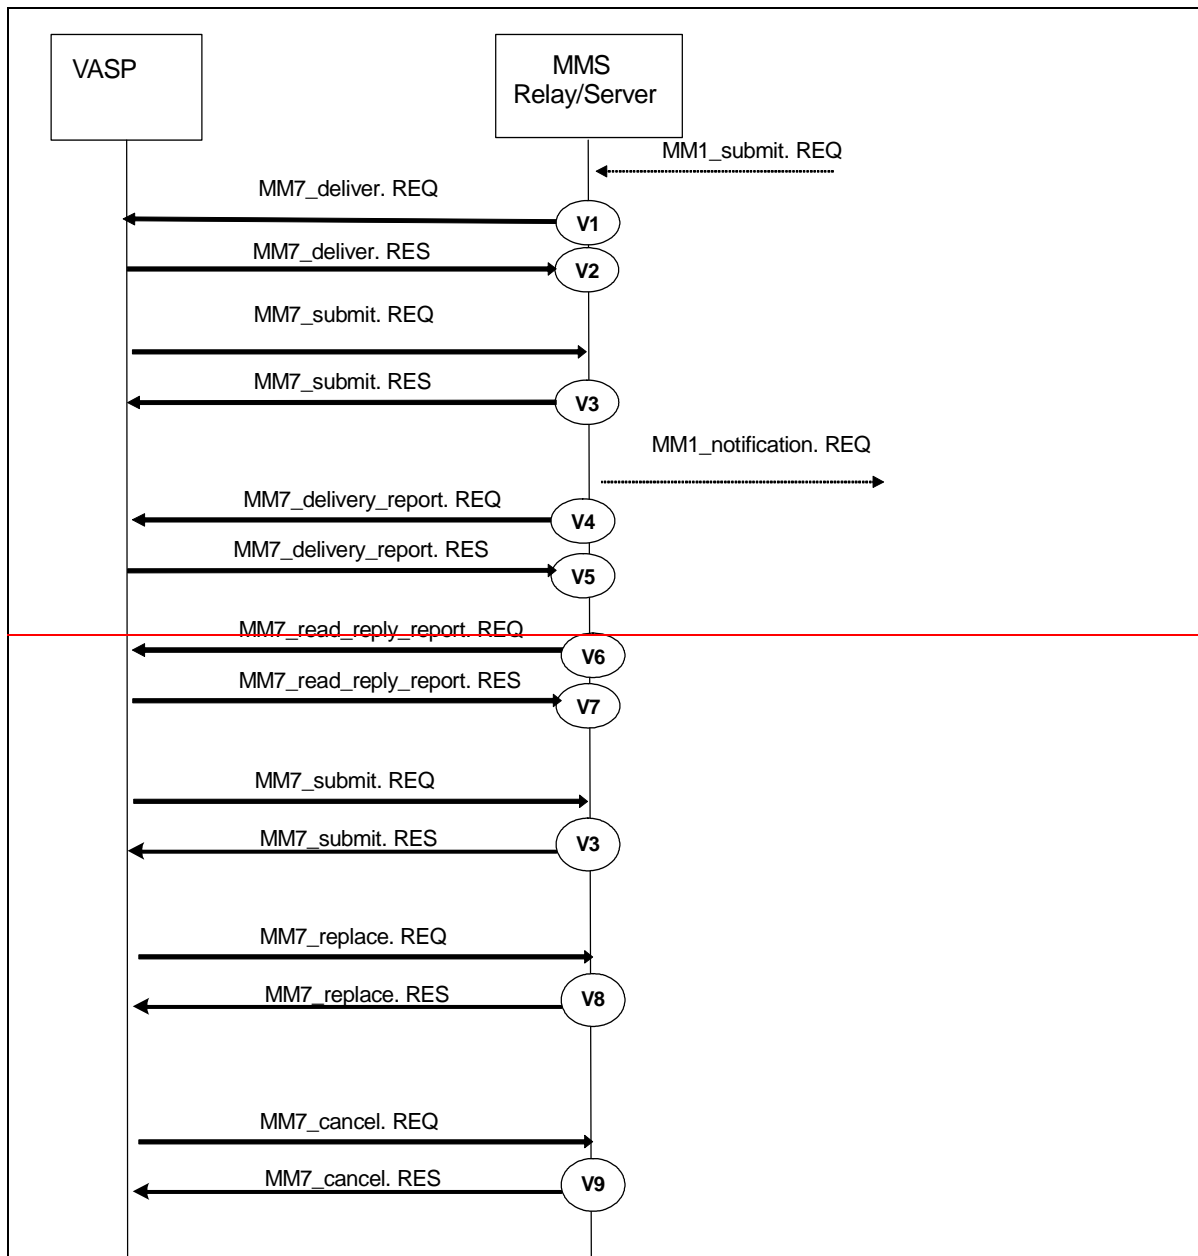 VASP
MMS
Relay/Server
MM1_submit. REQ
MM7_deliver. REQ
V1
MM7_deliver. RES
V2
MM7_submit. REQ
MM7_submit. RES
V3
MM1_notification. REQ
MM7_delivery_report. REQ
V4
MM7_delivery_report. RES
V5
MM7_read_reply_report. REQ
V6
MM7_read_reply_report. RES
V7
MM7_submit. REQ
MM7_submit. RES
V3
MM7_replace. REQ
MM7_replace. RES
V8
MM7_cancel. REQ
MM7_cancel. RES
V9